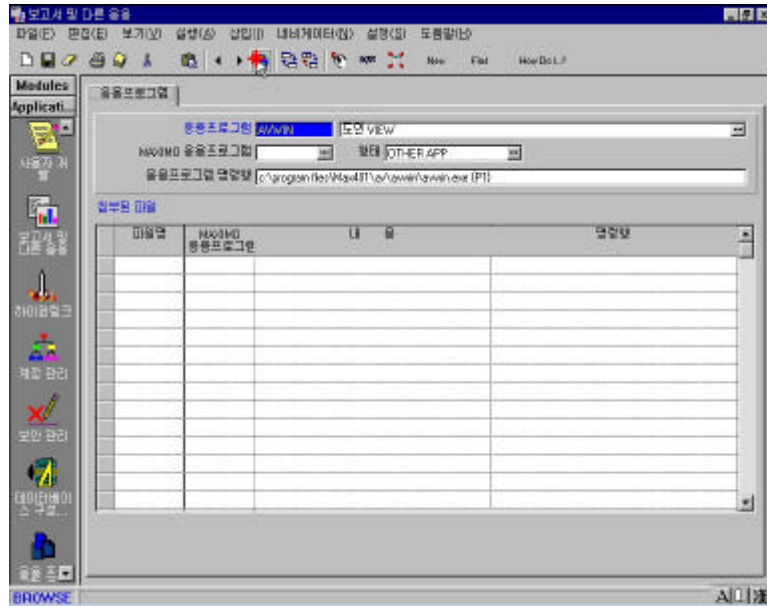 보고서 및 다른 응용
파일(F) 편집(E) 보기(V) 실행(A) 삽입(I) 내비게이터(N) 설정(S) 도움말(H)
New Find How Do I..?
Modules
Applicati...
사용자 개발
보고서 및 다른 응용
하이퍼링크
계정 관리
보안 관리
데이터베이스 구성...
응용프로그램
응용프로그램 AVWIN 도면 VIEW
MAXIMO 응용프로그램 형태 OTHER APP
응용프로그램 명령행 c:\program files\Max401\av\avwin\avwin.exe {P1}
첨부된 파일
파일명 MAXIMO 응용프로그램 내 용 명령행
BROWSE